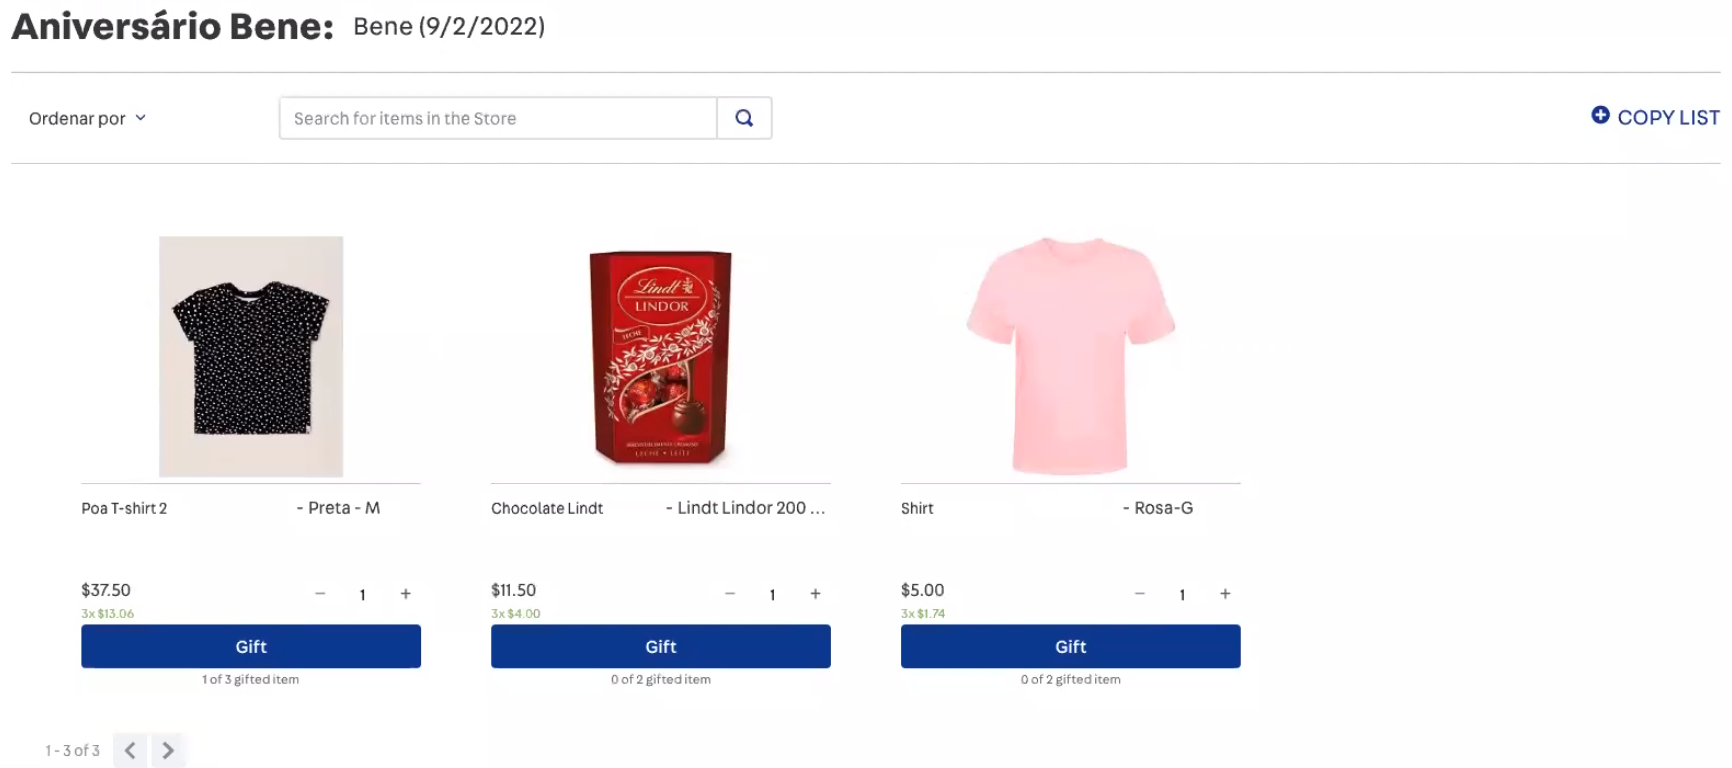 Aniversário Bene: Bene (9/2/2022)
Ordenar por
Search for items in the Store
COPY LIST
Lindt
LINDOR
LECHE
LECHE • LEITE
Poa T-shirt 2 - Preta - M
Chocolate Lindt - Lindt Lindor 200 ...
Shirt - Rosa-G
$37.50 − 1 +
$11.50 − 1 +
$5.00 − 1 +
3x $13.06
3x $4.00
3x $1.74
Gift
Gift
Gift
1 of 3 gifted item
0 of 2 gifted item
0 of 2 gifted item
1 - 3 of 3